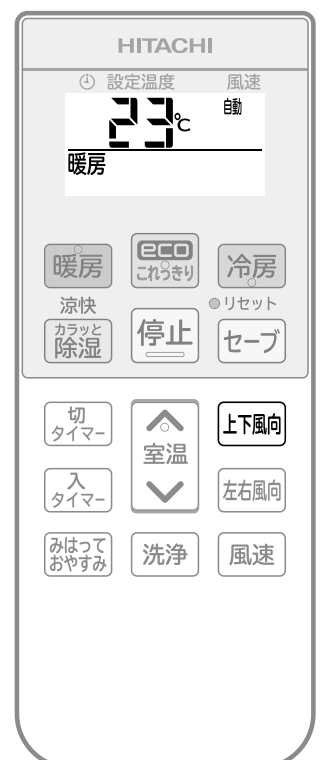 HITACHI
設定温度 風速
23℃ 自動
暖房
暖房
eco
これっきり
冷房
涼快
リセット
カラッと
除湿
停止
セーブ
切
タイマー
室温
上下風向
入
タイマー
左右風向
みはって
おやすみ
洗浄
風速